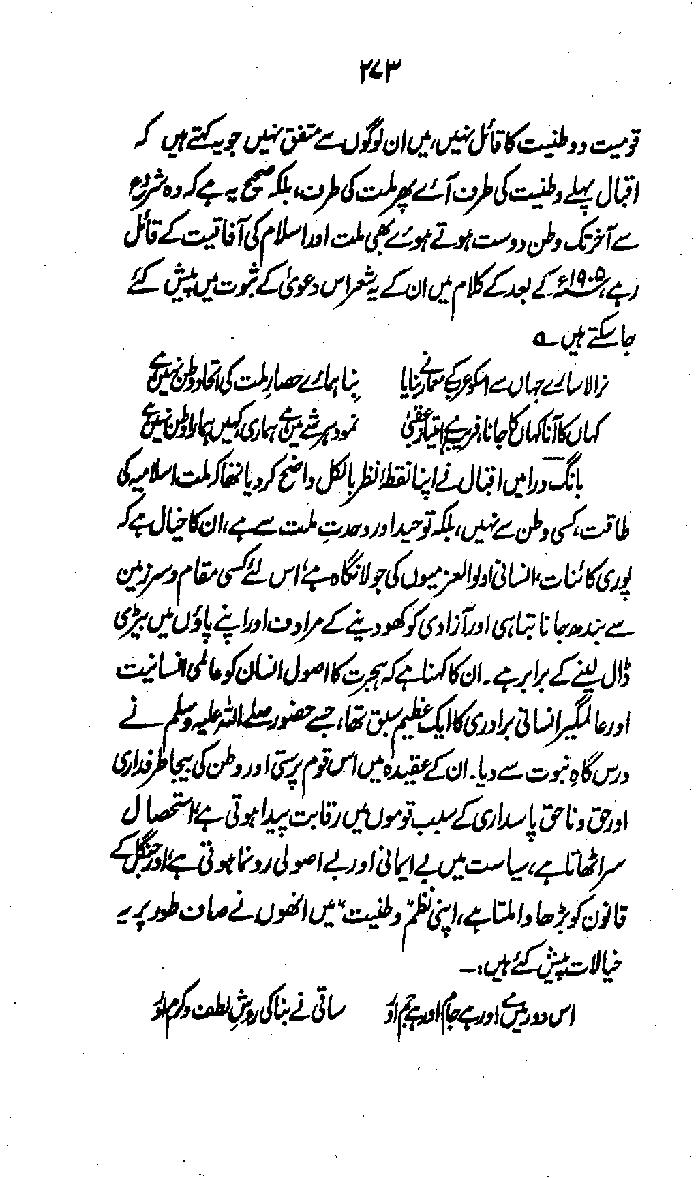 ۲۷۳
قومیت و وطنیت کا قائل نہیں، میں ان لوگوں سے متفق نہیں جو یہ کہتے ہیں کہ
اقبال پہلے وطنیت کی طرف آئے پھر ملت کی طرف، بلکہ صحیح یہ ہے کہ وہ شروع
سے آخر تک وطن دوست ہوتے ہوئے بھی ملت اور اسلام کی آفاقیت کے قائل
رہے، ۱۹۰۵ء کے بعد کے کلام میں ان کے یہ شعر اس دعویٰ کے ثبوت میں پیش کئے
جا سکتے ہیں ؎
نرالا سارے جہاں سے اسکو عرب کے معمار نے بنایا بنا ہمارے حصارِ ملت کی اتحادِ وطن نہیں ہے
کہاں کا آنا کہاں کا جانا، فریب ہے امتیازِ عقبیٰ نمود ہر شے میں ہے ہماری کہیں ہمارا وطن نہیں ہے
بانگِ درا میں اقبال نے اپنا نقطۂ نظر بالکل واضح کر دیا تھا کہ ملت اسلامیہ کی
طاقت، کسی وطن سے نہیں، بلکہ توحید اور وحدتِ ملت سے ہے، ان کا خیال ہے کہ
پوری کائنات، انسانی اولوالعزمیوں کی جولانگاہ ہے، اس لئے کسی مقام و سرزمین
سے بندھ جانا تباہی اور آزادی کو کھو دینے کے مرادف اور اپنے پاؤں میں بیڑی
ڈال لینے کے برابر ہے۔ ان کا کہنا ہے کہ ہجرت کا اصول انسان کو عالمی انسانیت
اور عالمگیر انسانی برادری کا ایک عظیم سبق تھا، جسے حضور صلے اللہ علیہ وسلم نے
درس گاہِ نبوت سے دیا۔ ان کے عقیدہ میں اس قوم پرستی اور وطن کی بیجا طرفداری
اور حق و ناحق پاسداری کے سبب قوموں میں رقابت پیدا ہوتی ہے، استحصال
سر اٹھاتا ہے، سیاست میں بے ایمانی اور بے اصولی رونما ہوتی ہے، اور جنگل کے
قانون کو بڑھاوا ملتا ہے، اپنی نظم "وطنیت" میں انھوں نے صاف طور پر یہ
خیالات پیش کئے ہیں:۔
اس دور میں مے اور ہے جام اور ہے جم اور ساقی نے بنا کی روشِ لطف و کرم اور